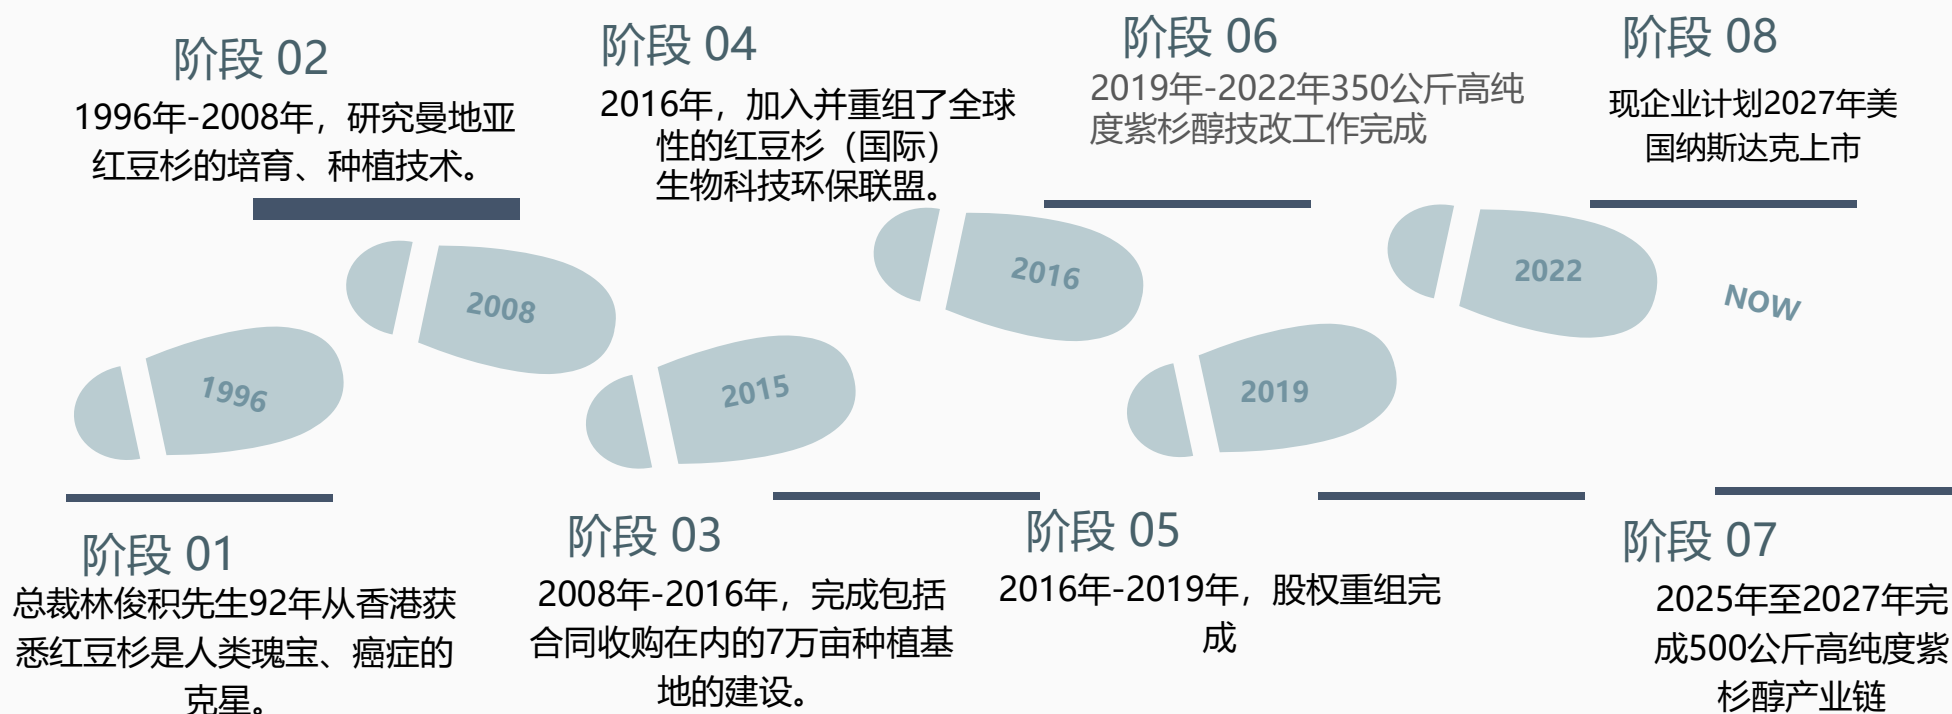 阶段 02
1996年-2008年，研究曼地亚
红豆杉的培育、种植技术。
阶段 04
2016年，加入并重组了全球
性的红豆杉（国际）
生物科技环保联盟。
阶段 06
2019年-2022年350公斤高纯
度紫杉醇技改工作完成
阶段 08
现企业计划2027年美
国纳斯达克上市
1996
2008
2015
2016
2019
2022
NOW
阶段 01
总裁林俊积先生92年从香港获
悉红豆杉是人类瑰宝、癌症的
克星。
阶段 03
2008年-2016年，完成包括
合同收购在内的7万亩种植基
地的建设。
阶段 05
2016年-2019年，股权重组完
成
阶段 07
2025年至2027年完
成500公斤高纯度紫
杉醇产业链